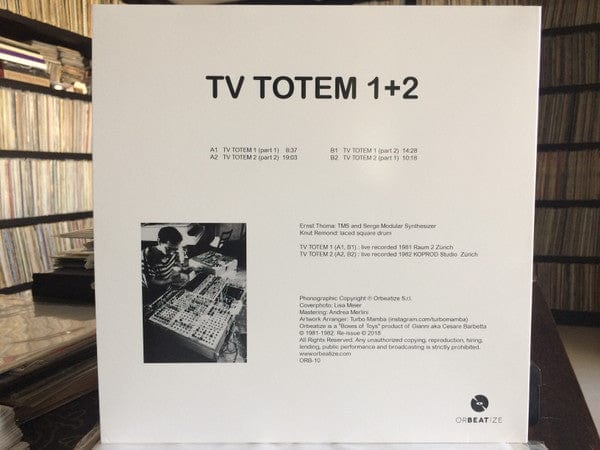 TV TOTEM 1+2
A1 TV TOTEM 1 (part 1) 8:37
A2 TV TOTEM 2 (part 2) 19:03
B1 TV TOTEM 1 (part 2) 14:28
B2 TV TOTEM 2 (part 1) 10:18
Ernst Thoma: TMS and Serge Modular Synthesizer
Knut Remond: laced square drum
TV TOTEM 1 (A1, B1) : live recorded 1981 Raum 2 Zürich
TV TOTEM 2 (A2, B2) : live recorded 1982 KOPROD Studio Zürich
Phonographic Copyright ℗ Orbeatize S.r.l.
Coverphoto: Lisa Meier
Mastering: Andrea Merlini
Artwork Arranger: Turbo Mamba (instagram.com/turbomamba)
Orbeatize is a "Boxes of Toys" product of Gianni aka Cesare Barbetta
© 1981-1982. Re-issue © 2018
All Rights Reserved. Any unauthorized copying, reproduction, hiring,
lending, public performance and broadcasting is strictly prohibited.
www.orbeatize.com
ORB-10
ORBEATIZE